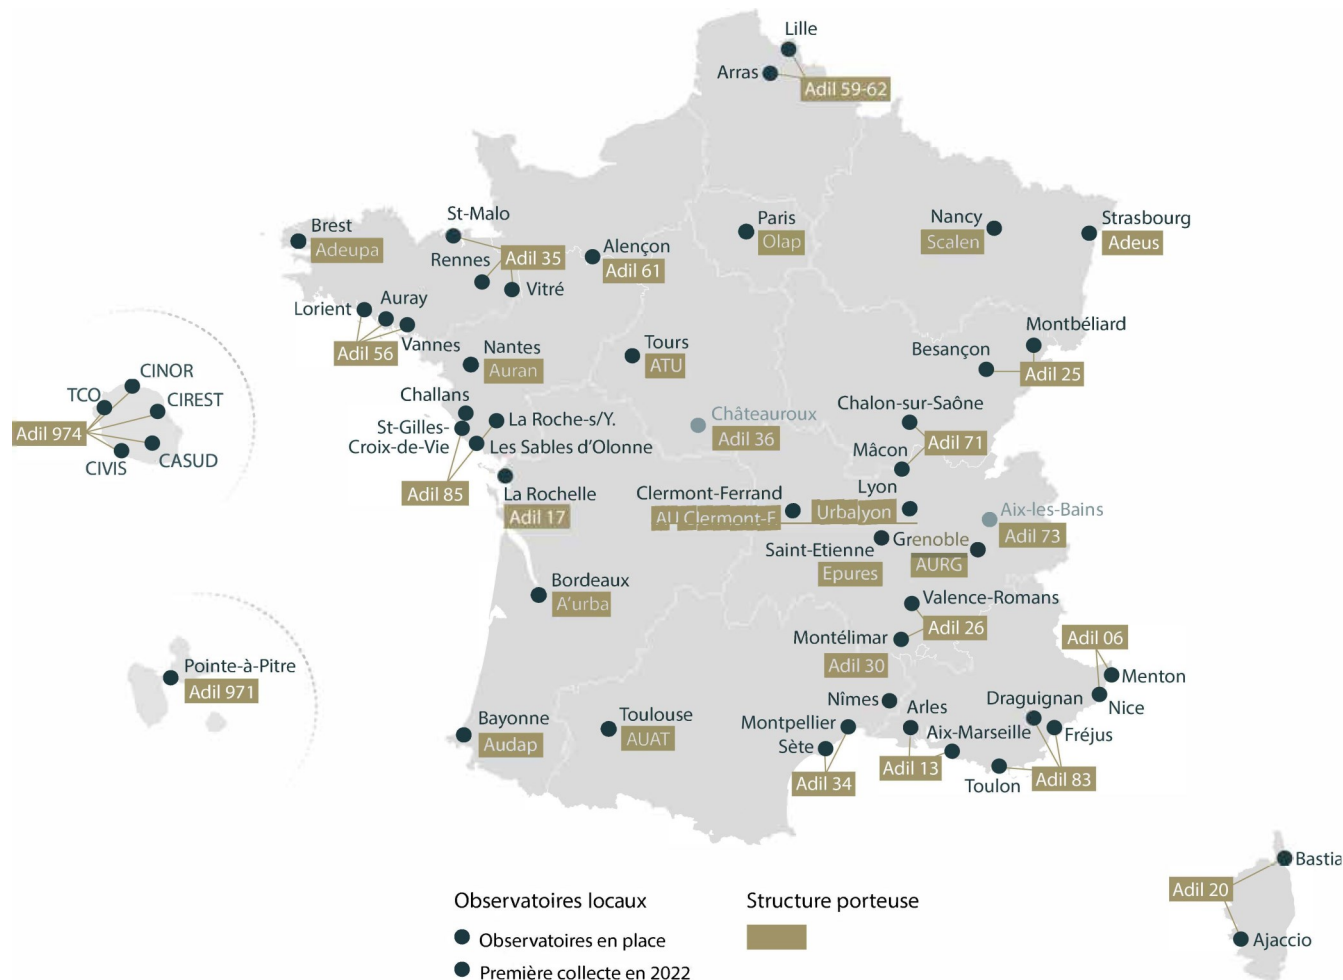 Lille
Arras
Adil 59-62
St-Malo
Brest
Adeupa
Rennes
Adil 35
Vitré
Alençon
Adil 61
Paris
Olap
Nancy
Scalen
Strasbourg
Adeus
Lorient
Auray
Vannes
Adil 56
Nantes
Auran
Tours
ATU
Montbéliard
Besançon
Adil 25
CINOR
TCO
CIREST
Adil 974
CIVIS
CASUD
Challans
St-Gilles-
Croix-de-Vie
La Roche-s/Y.
Les Sables d'Olonne
Adil 85
Châteauroux
Adil 36
Chalon-sur-Saône
Adil 71
Mâcon
La Rochelle
Adil 17
Clermont-Ferrand
AU Clermont-F
Lyon
Urbalyon
Aix-les-Bains
Adil 73
Saint-Etienne
Epures
Grenoble
AURG
Bordeaux
A'urba
Valence-Romans
Adil 26
Montélimar
Adil 30
Adil 06
Menton
Nice
Pointe-à-Pitre
Adil 971
Bayonne
Audap
Toulouse
AUAT
Nîmes
Montpellier
Sète
Adil 34
Arles
Aix-Marseille
Adil 13
Draguignan
Fréjus
Toulon
Adil 83
Bastia
Adil 20
Ajaccio
Observatoires locaux
Observatoires en place
Première collecte en 2022
Structure porteuse